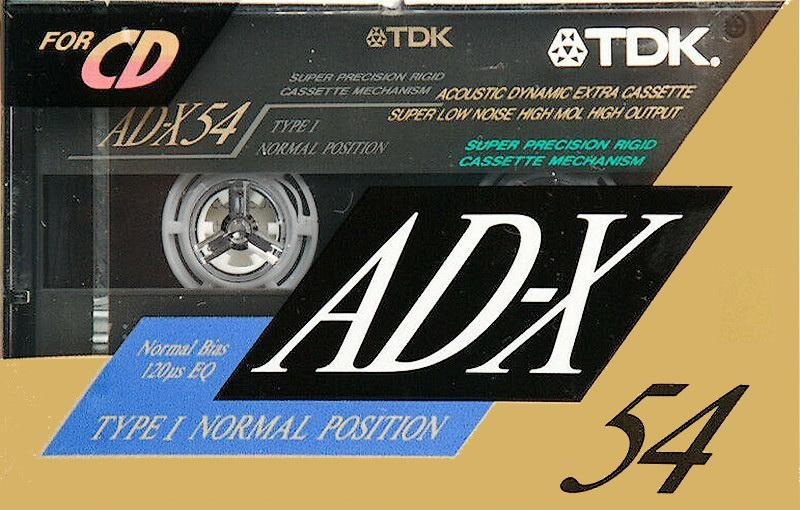 FOR CD
TDK
TDK.
SUPER PRECISION RIGID
CASSETTE MECHANISM
ACOUSTIC DYNAMIC EXTRA CASSETTE
SUPER LOW NOISE HIGH MOL HIGH OUTPUT
AD-X54
TYPE I
NORMAL POSITION
SUPER PRECISION RIGID
CASSETTE MECHANISM
AD-X
Normal Bias
120µs EQ
TYPE I NORMAL POSITION
54